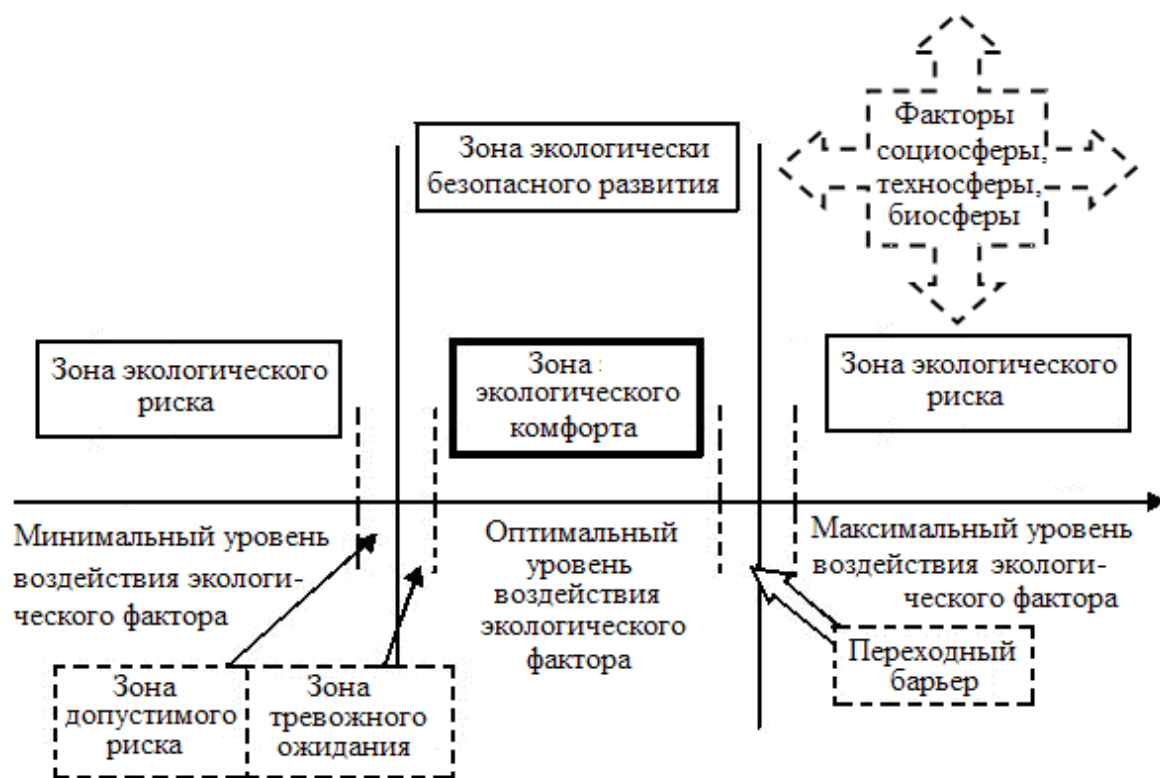 Факторы
социосферы,
техносферы,
биосферы
Зона экологически
безопасного развития
Зона экологического
риска
Зона :
экологического
комфорта
Зона экологического
риска
Минимальный уровень
воздействия экологи-
ческого фактора
Оптимальный
уровень
воздействия
экологического
фактора
Максимальный уровень
воздействия экологи-
ческого фактора
Зона
допустимого
риска
Зона
тревожного
ожидания
Переходный
барьер